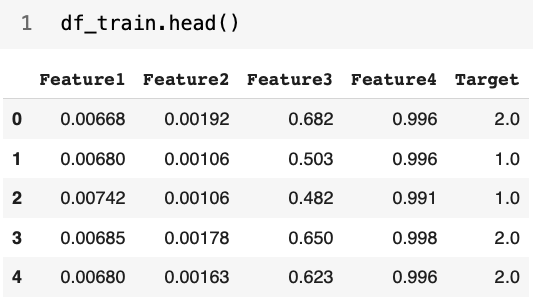 1 df_train.head()
Feature1 Feature2 Feature3 Feature4 Target
0 0.00668 0.00192 0.682 0.996 2.0
1 0.00680 0.00106 0.503 0.996 1.0
2 0.00742 0.00106 0.482 0.991 1.0
3 0.00685 0.00178 0.650 0.998 2.0
4 0.00680 0.00163 0.623 0.996 2.0